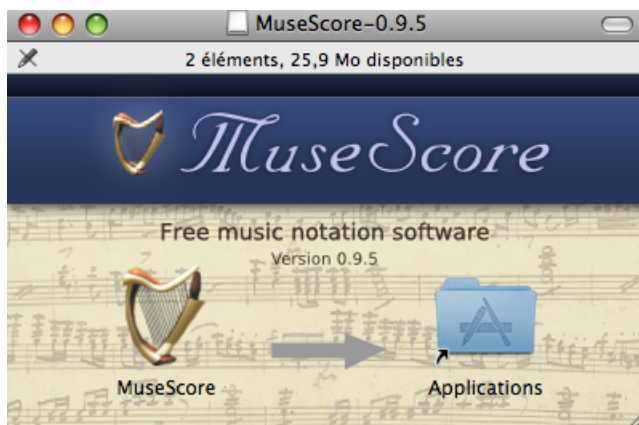 MuseScore-0.9.5
2 éléments, 25,9 Mo disponibles
MuseScore
Free music notation software
Version 0.9.5
MuseScore
Applications